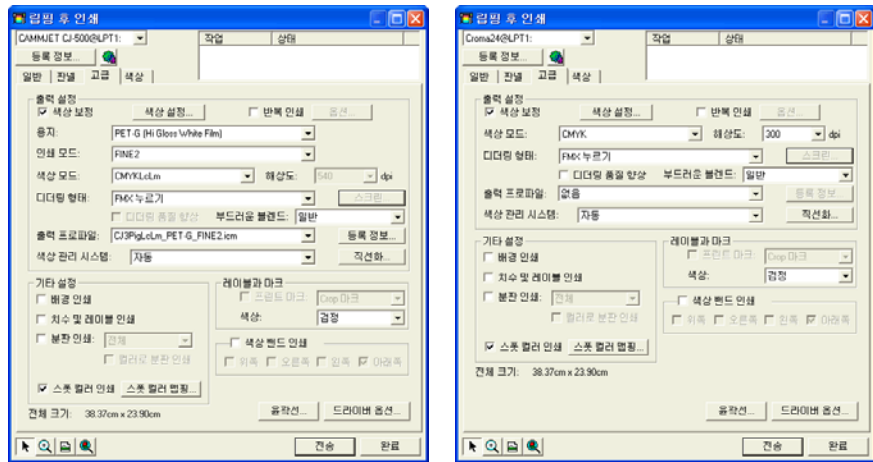 립핑 후 인쇄
CAMMJET CJ-500@LPT1:
작업 상태
등록 정보...
일반 판넬 고급 색상
출력 설정
색상 보정 색상 설정... 반복 인쇄 옵션...
용지: PET-G (Hi Gloss White Film)
인쇄 모드: FINE2
색상 모드: CMYKLcLm 해상도: 540 dpi
디더링 형태: FMX 누르기 스크린...
디더링 품질 향상 부드러운 블렌드: 일반
출력 프로파일: CJ3PigLcLm_PET-G_FINE2.icm 등록 정보...
색상 관리 시스템: 자동 직선화...
기타 설정
배경 인쇄
치수 및 레이블 인쇄
분판 인쇄: 전체
컬러로 분판 인쇄
스폿 컬러 인쇄 스폿 컬러 맵핑...
레이블과 마크
프린트 마크: Crop 마크
색상: 검정
색상 밴드 인쇄
위쪽 오른쪽 왼쪽 아래쪽
전체 크기: 38.37cm x 23.90cm
윤곽선... 드라이버 옵션...
전송 완료
립핑 후 인쇄
Croma24@LPT1:
작업 상태
등록 정보...
일반 판넬 고급 색상
출력 설정
색상 보정 색상 설정... 반복 인쇄 옵션...
색상 모드: CMYK 해상도: 300 dpi
디더링 형태: FMX 누르기 스크린...
디더링 품질 향상 부드러운 블렌드: 일반
출력 프로파일: 없음 등록 정보
색상 관리 시스템: 자동 직선화...
기타 설정
배경 인쇄
치수 및 레이블 인쇄
분판 인쇄: 전체
컬러로 분판 인쇄
스폿 컬러 인쇄 스폿 컬러 맵핑...
레이블과 마크
프린트 마크: Crop 마크
색상: 검정
색상 밴드 인쇄
위쪽 오른쪽 왼쪽 아래쪽
전체 크기: 38.37cm x 23.90cm
윤곽선... 드라이버 옵션...
전송 완료